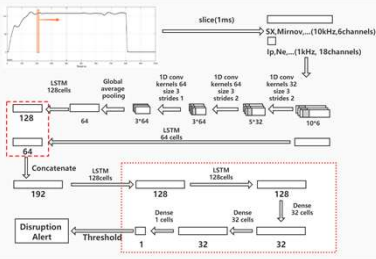 slice(1ms)
SX,Mirnov,...(10kHz,6channels)
Ip,Ne,...(1kHz, 18channels)
LSTM
128cells
Global
average
pooling
1D conv
kernels 64
size 3
strides 1
1D conv
kernels 64
size 3
strides 2
1D conv
kernels 32
size 3
strides 2
128
64
3*64
3*64
5*32
10*6
LSTM
64 cells
64
Concatenate
LSTM
128cells
LSTM
128cells
192
128
128
Dense
32 cells
Disruption
Alert
Threshold
Dense
1 cells
Dense
32 cells
1
32
32